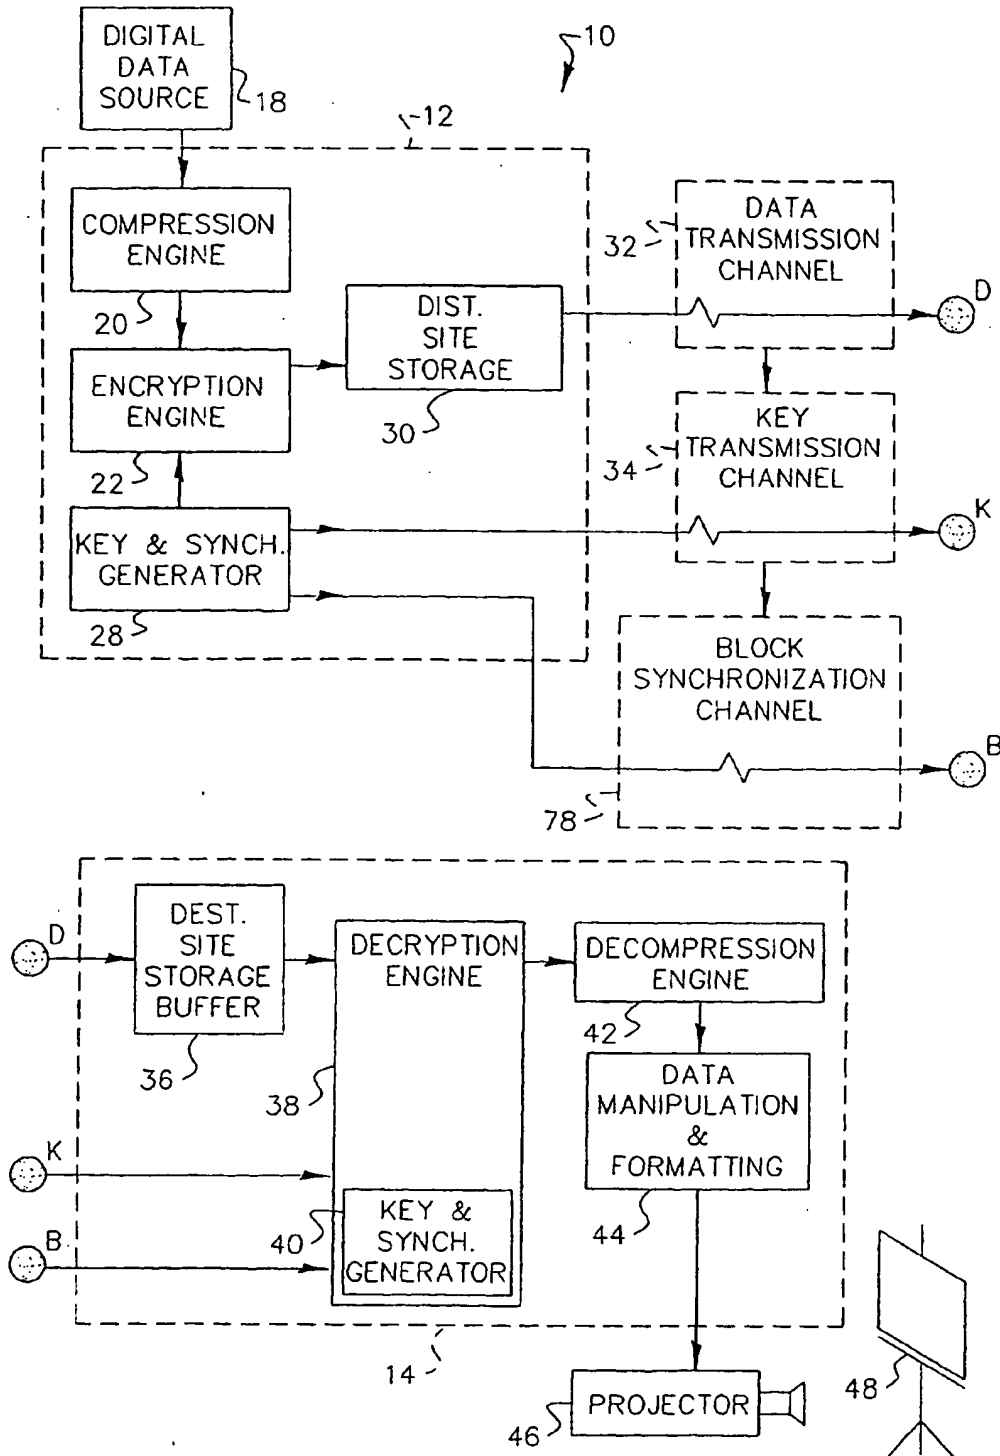 DIGITAL
DATA
SOURCE
18
10
12
COMPRESSION
ENGINE
20
ENCRYPTION
ENGINE
22
KEY & SYNCH.
GENERATOR
28
DIST.
SITE
STORAGE
30
DATA
TRANSMISSION
CHANNEL
32
D
KEY
TRANSMISSION
CHANNEL
34
K
BLOCK
SYNCHRONIZATION
CHANNEL
78
B
D
DEST.
SITE
STORAGE
BUFFER
36
K
B
DECRYPTION
ENGINE
38
KEY &
SYNCH.
GENERATOR
40
DECOMPRESSION
ENGINE
42
DATA
MANIPULATION
&
FORMATTING
44
14
PROJECTOR
46
48